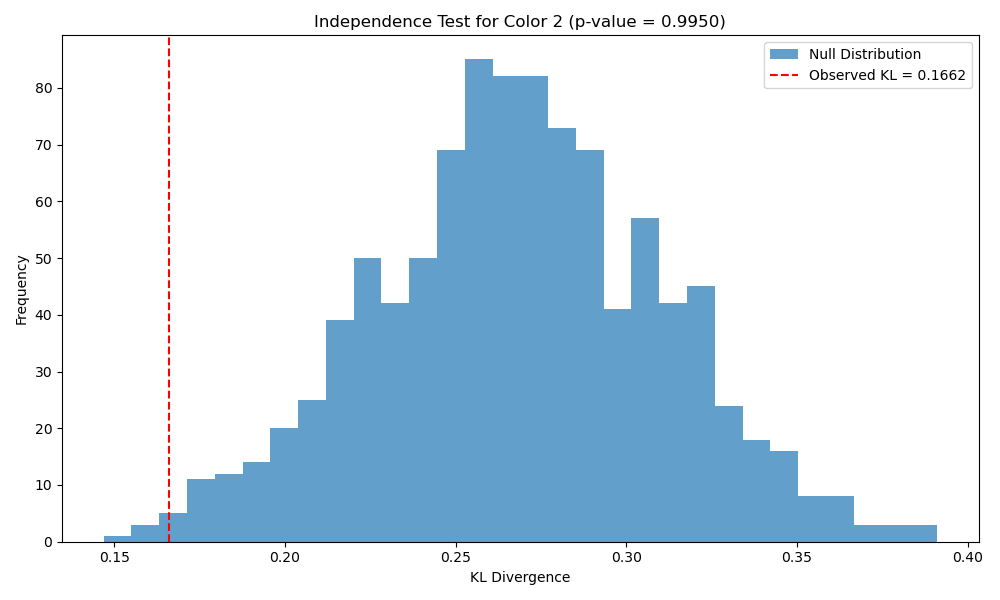 Independence Test for Color 2 (p-value = 0.9950)
Null Distribution
Observed KL = 0.1662
Frequency
80
70
60
50
40
30
20
10
0
0.15 0.20 0.25 0.30 0.35 0.40
KL Divergence